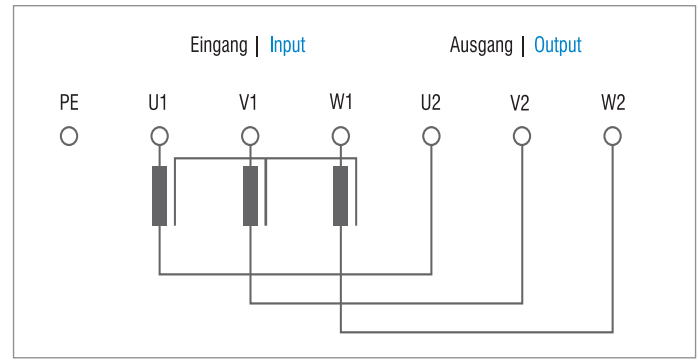 Eingang | Input Ausgang | Output
PE U1 V1 W1 U2 V2 W2